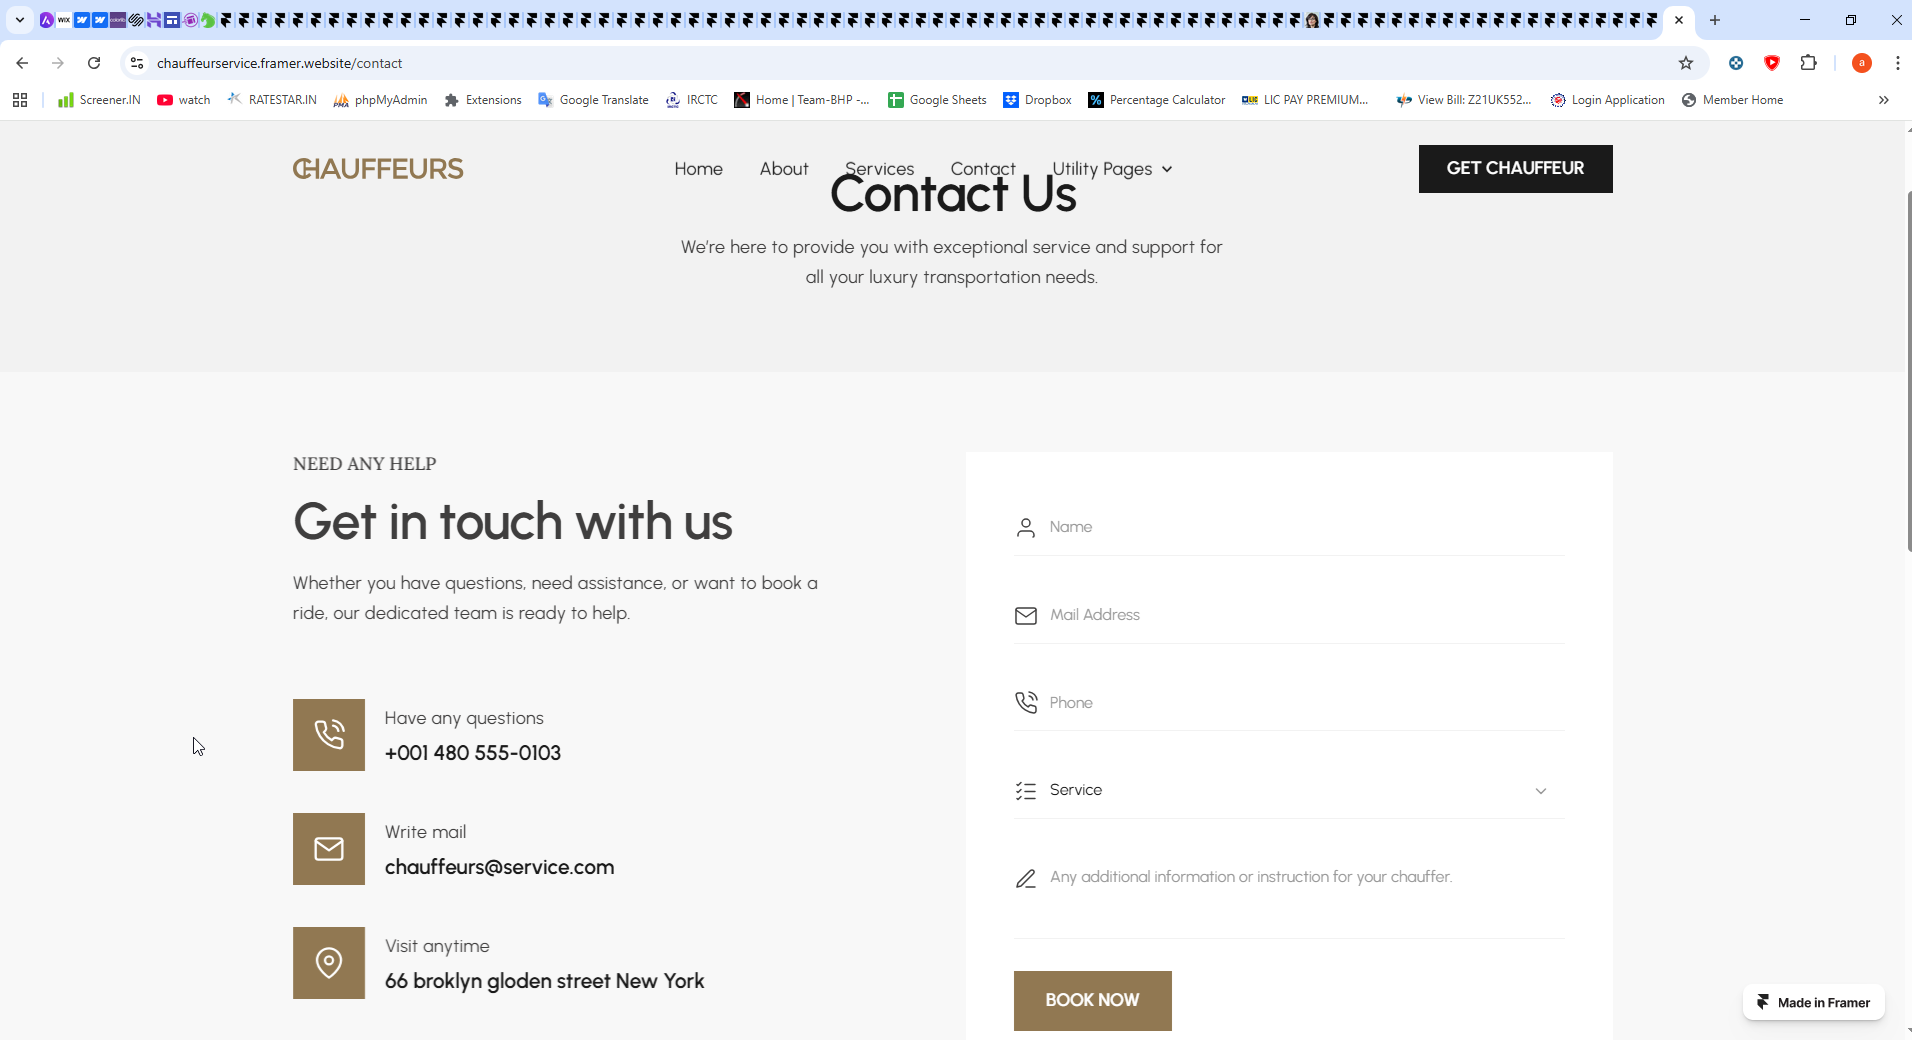 chauffeurservice.framer.website/contact
a
Screener.IN
watch
RATESTAR.IN
phpMyAdmin
Extensions
Google Translate
IRCTC
Home | Team-BHP -...
Google Sheets
Dropbox
Percentage Calculator
LIC PAY PREMIUM...
View Bill: Z21UK552...
Login Application
Member Home
CHAUFFEURS
Home
About
Services
Contact
Utility Pages
GET CHAUFFEUR
Contact Us
We're here to provide you with exceptional service and support for
all your luxury transportation needs.
NEED ANY HELP
Get in touch with us
Whether you have questions, need assistance, or want to book a
ride, our dedicated team is ready to help.
Have any questions
+001 480 555-0103
Write mail
chauffeurs@service.com
Visit anytime
66 broklyn gloden street New York
Name
Mail Address
Phone
Service
Any additional information or instruction for your chauffer.
BOOK NOW
Made in Framer